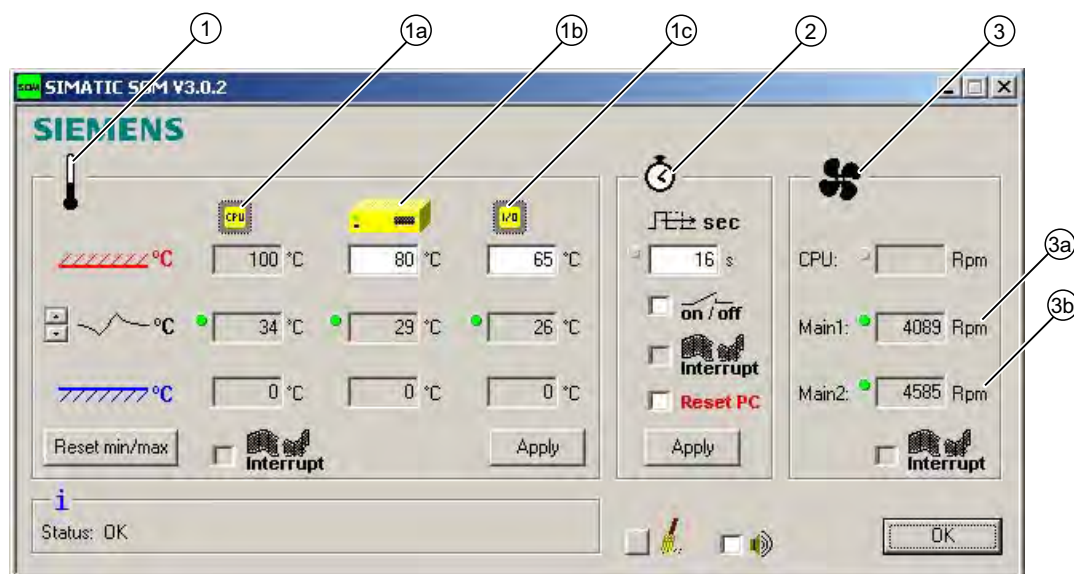 1 1a 1b 1c 2 3
SOM SIMATIC SOM V3.0.2
SIEMENS
CPU I/O
sec
°C 100 °C 80 °C 65 °C
16 s
CPU: Rpm
3a
on / off
°C 34 °C 29 °C 26 °C
Main1: 4089 Rpm
3b
Interrupt
°C 0 °C 0 °C 0 °C
Reset PC
Main2: 4585 Rpm
Reset min/max Interrupt Apply
Apply
Interrupt
i
Status: OK
OK